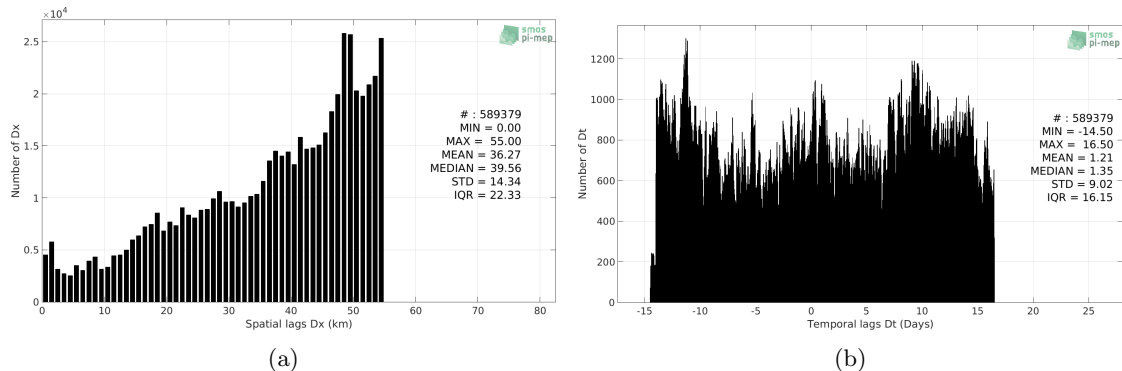 ×10⁴
2.5
2
1.5
1
0.5
0
Number of Dx
0
10
20
30
40
50
60
70
80
Spatial lags Dx (km)
smos
pi-mep
# : 589379
MIN = 0.00
MAX = 55.00
MEAN = 36.27
MEDIAN = 39.56
STD = 14.34
IQR = 22.33
(a)
1200
1000
800
600
400
200
0
Number of Dt
-15
-10
-5
0
5
10
15
20
25
Temporal lags Dt (Days)
smos
pi-mep
# : 589379
MIN = -14.50
MAX = 16.50
MEAN = 1.21
MEDIAN = 1.35
STD = 9.02
IQR = 16.15
(b)